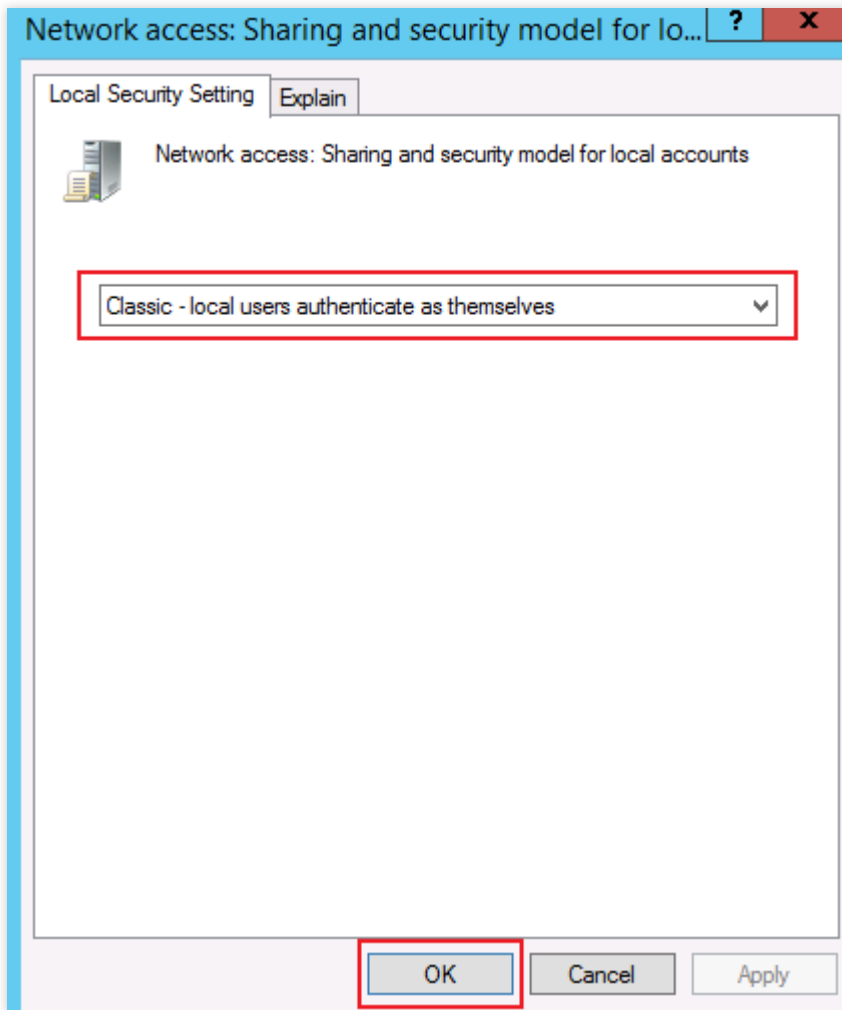 Network access: Sharing and security model for lo...
?
x
Local Security Setting
Explain
Network access: Sharing and security model for local accounts
Classic - local users authenticate as themselves
OK
Cancel
Apply